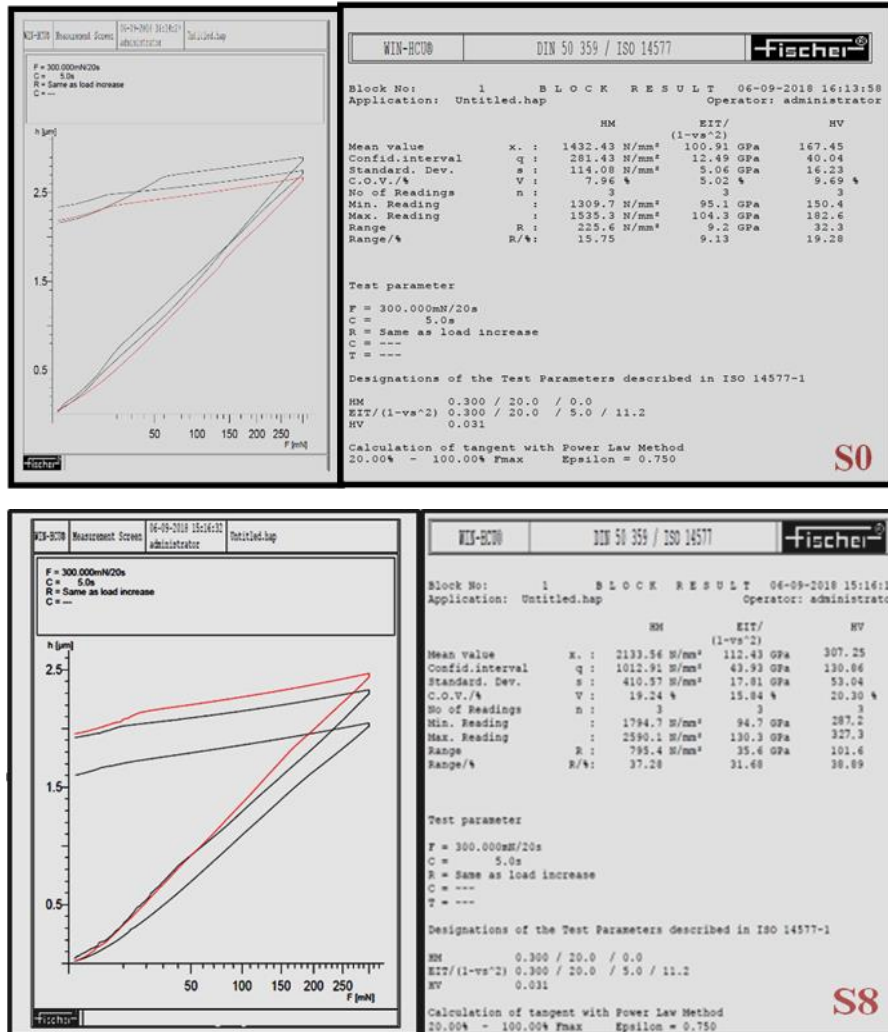 WIN-HCU® Measurement Screen 06-09-2018 administrator Untitled.hap
F = 300.000mN/20s
C = 5.0s
R = Same as load increase
C = ---
h [µm]
2.5
1.5
0.5
50 100 150 200 250
F [mN]
fischer
WIN-HCU® DIN 50 359 / ISO 14577 fischer®
Block No: 1 B L O C K R E S U L T 06-09-2018 16:13:58
Application: Untitled.hap Operator: administrator
HM EIT/ HV
(1-vs^2)
Mean value x. : 1432.43 N/mm² 100.91 GPa 167.45
Confid.interval q : 281.43 N/mm² 12.49 GPa 40.04
Standard. Dev. s : 114.08 N/mm² 5.06 GPa 16.23
C.O.V./% V : 7.96 % 5.02 % 9.69 %
No of Readings n : 3 3 3
Min. Reading : 1309.7 N/mm² 95.1 GPa 150.4
Max. Reading : 1535.3 N/mm² 104.3 GPa 182.6
Range R : 225.6 N/mm² 9.2 GPa 32.3
Range/% R/%: 15.75 9.13 19.28
Test parameter
F = 300.000mN/20s
C = 5.0s
R = Same as load increase
C = ---
T = ---
Designations of the Test Parameters described in ISO 14577-1
HM 0.300 / 20.0 / 0.0
EIT/(1-vs^2) 0.300 / 20.0 / 5.0 / 11.2
HV 0.031
Calculation of tangent with Power Law Method
20.00% - 100.00% Fmax Epsilon = 0.750
S0
WIN-HCU® Measurement Screen 06-09-2018 15:16:32 administrator Untitled.hap
F = 300.000mN/20s
C = 5.0s
R = Same as load increase
C = ---
h [µm]
2.5
1.5
0.5
50 100 150 200 250
F [mN]
fischer
WIN-HCU® DIN 50 359 / ISO 14577 fischer®
Block No: 1 B L O C K R E S U L T 06-09-2018 15:16:1
Application: Untitled.hap Operator: administrato
HM EIT/ HV
(1-vs^2)
Mean value x. : 2133.56 N/mm² 112.43 GPa 307.25
Confid.interval q : 1012.91 N/mm² 43.93 GPa 130.86
Standard. Dev. s : 410.57 N/mm² 17.81 GPa 53.04
C.O.V./% V : 19.24 % 15.84 % 20.30 %
No of Readings n : 3 3 3
Min. Reading : 1794.7 N/mm² 94.7 GPa 287.2
Max. Reading : 2590.1 N/mm² 130.3 GPa 327.3
Range R : 795.4 N/mm² 35.6 GPa 101.6
Range/% R/%: 37.28 31.68 38.89
Test parameter
F = 300.000mN/20s
C = 5.0s
R = Same as load increase
C = ---
T = ---
Designations of the Test Parameters described in ISO 14577-1
HM 0.300 / 20.0 / 0.0
EIT/(1-vs^2) 0.300 / 20.0 / 5.0 / 11.2
HV 0.031
Calculation of tangent with Power Law Method
20.00% - 100.00% Fmax Epsilon = 0.750
S8